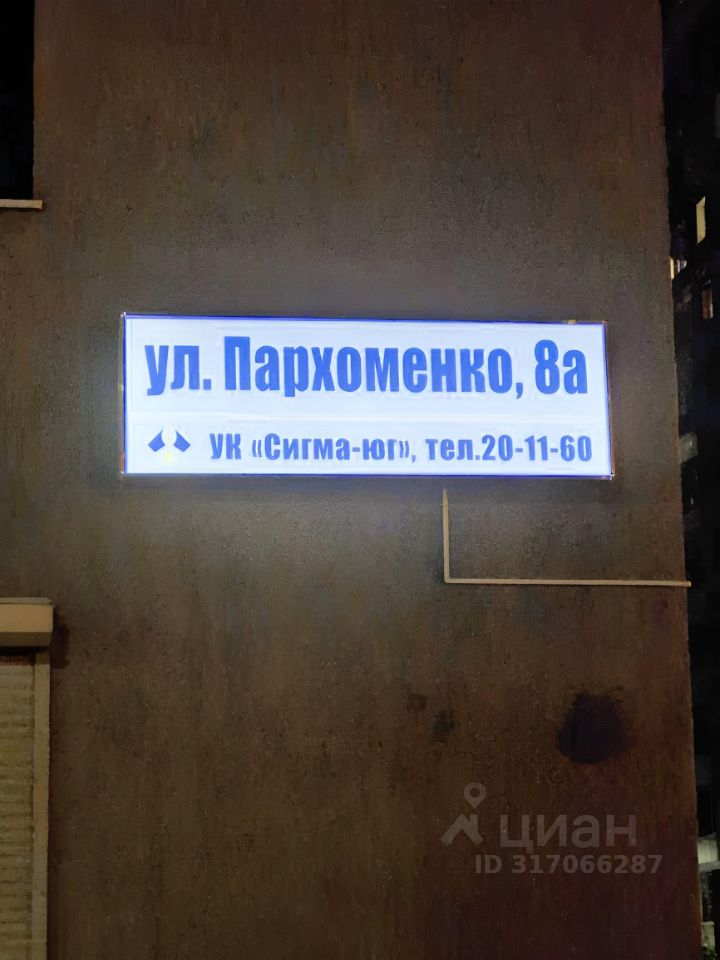 ул. Пархоменко, 8а
УК «Сигма-юг», тел.20-11-60
циан
ID 317066287